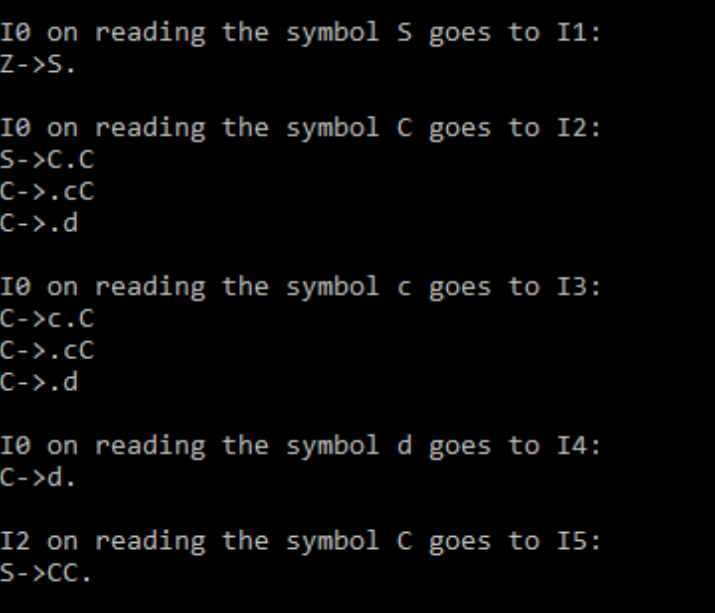 I0 on reading the symbol S goes to I1:
Z->S.
I0 on reading the symbol C goes to I2:
S->C.C
C->.cC
C->.d
I0 on reading the symbol c goes to I3:
C->c.C
C->.cC
C->.d
I0 on reading the symbol d goes to I4:
C->d.
I2 on reading the symbol C goes to I5:
S->CC.